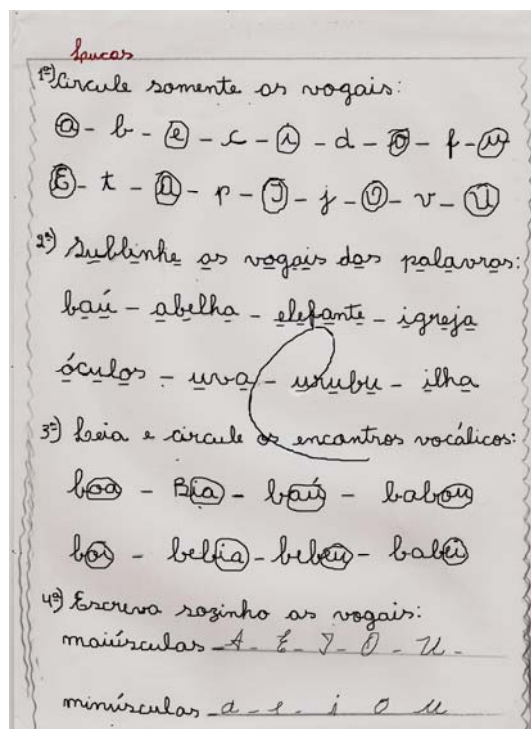 Lucas
1º) Circule somente as vogais:
a - b - e - c - i - d - o - f - u
E - t - A - p - I - j - O - v - U
2º) Sublinhe as vogais das palavras:
baú - abelha - elefante - igreja
óculos - uva - urubu - ilha
3º) Leia e circule os encontros vocálicos:
boa - Bia - baú - babou
boi - bebia - bebeu - babei
4º) Escreva sozinho as vogais:
maiúsculas A - E - I - O - U -
minúsculas a - e - i o u